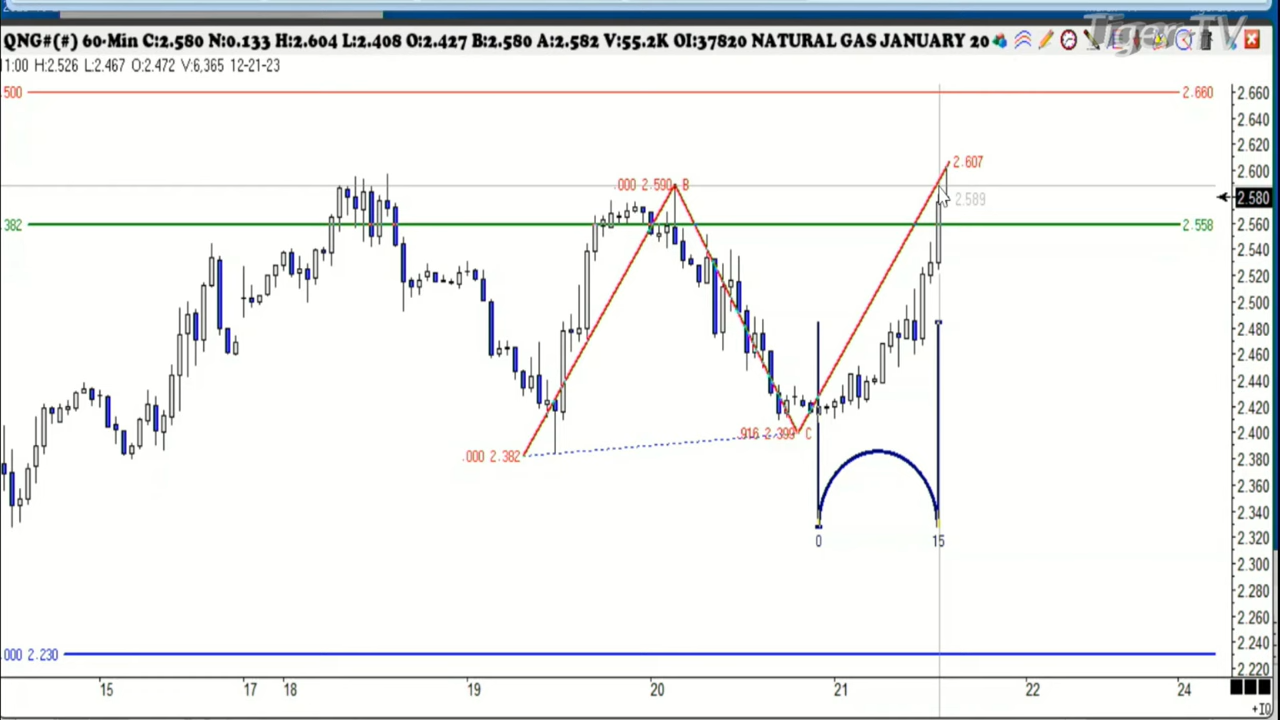 Tiger TV
QNG#(#) 60-Min C:2.580 N:0.133 H:2.604 L:2.408 O:2.427 B:2.580 A:2.582 V:55.2K OI:37820 NATURAL GAS JANUARY 20
11:00 H:2.526 L:2.467 O:2.472 V:6,365 12-21-23
500 2.660 2.660
2.640
2.620
2.607
2.600
.000 2.590 B
2.589 2.580
382 2.558 2.560
2.540
2.520
2.500
2.480
2.460
2.440
2.420
.916 2.399 C 2.400
.000 2.382 2.380
2.360
2.340
0 15 2.320
2.300
2.280
2.260
2.240
000 2.230
2.220
15 17 18 19 20 21 22 24
+IQ